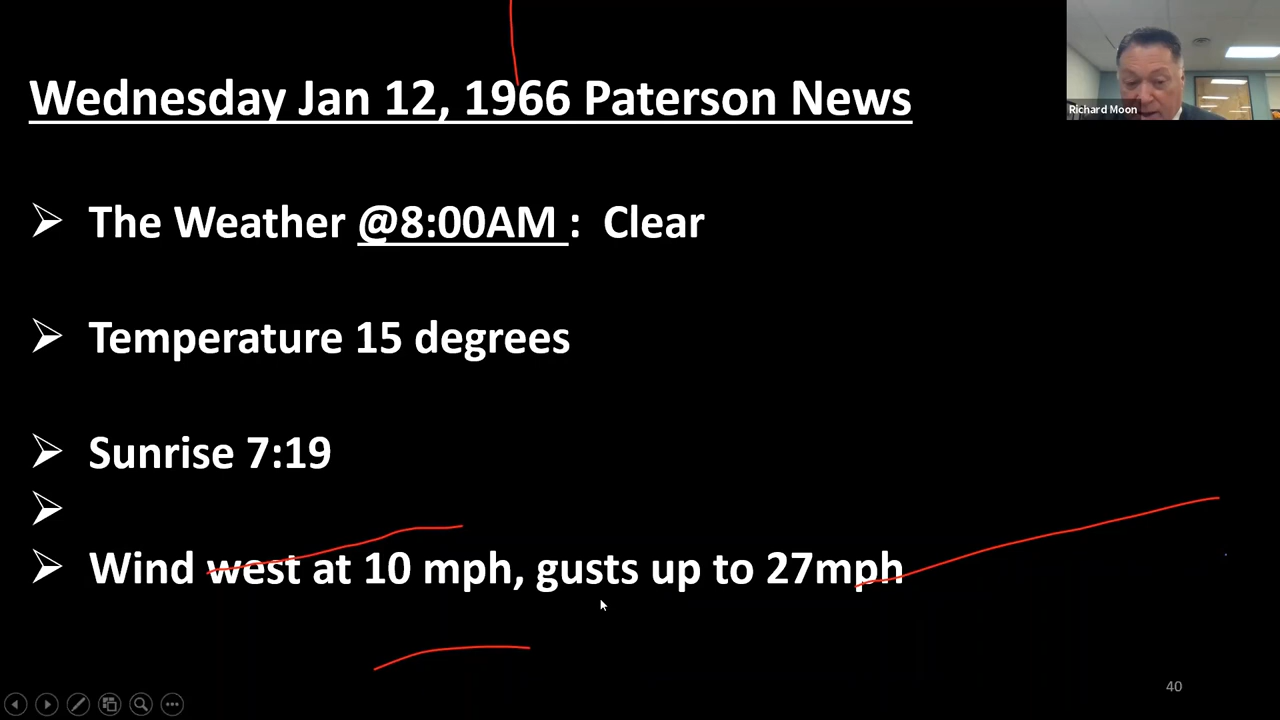 Wednesday Jan 12, 1966 Paterson News
Richard Moon
The Weather @8:00AM : Clear
Temperature 15 degrees
Sunrise 7:19
Wind west at 10 mph, gusts up to 27mph
40